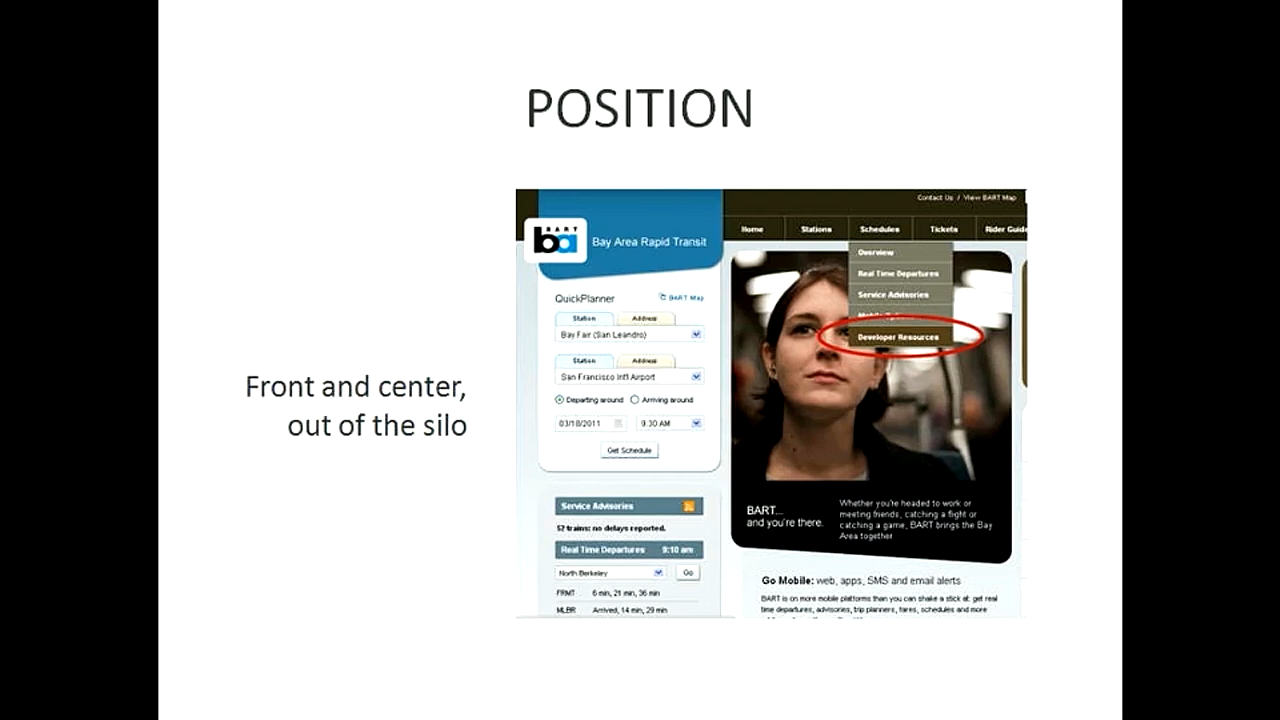 POSITION
Front and center,
out of the silo
Contact Us / View BART Map
Home Stations Schedules Tickets Rider Guide
BART
ba
Bay Area Rapid Transit
Overview
Real Time Departures
Service Advisories
Developer Resources
QuickPlanner BART Map
Station Address
Bay Fair (San Leandro)
Station Address
San Francisco Int'l Airport
Departing around Arriving around
03/18/2011 9:30 AM
Get Schedule
Service Advisories
52 trains: no delays reported.
Real Time Departures 9:10 am
North Berkeley Go
FRMT 6 min, 21 min, 36 min
MLBR Arrived, 14 min, 29 min
BART...
and you're there.
Whether you're headed to work or
meeting friends, catching a flight or
catching a game, BART brings the Bay
Area together
Go Mobile: web, apps, SMS and email alerts
BART is on more mobile platforms than you can shake a stick at: get real
time departures, advisories, trip planners, fares, schedules and more